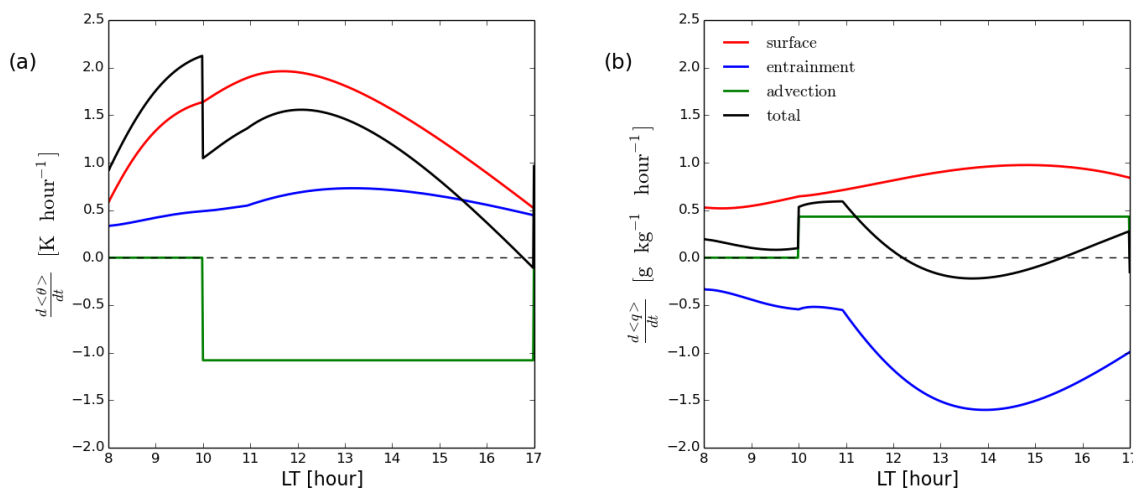 (a)
d<θ>/dt [K hour⁻¹]
2.5
2.0
1.5
1.0
0.5
0.0
−0.5
−1.0
−1.5
−2.0
8 9 10 11 12 13 14 15 16 17
LT [hour]
(b)
d<q>/dt [g kg⁻¹ hour⁻¹]
2.5
2.0
1.5
1.0
0.5
0.0
−0.5
−1.0
−1.5
−2.0
surface
entrainment
advection
total
8 9 10 11 12 13 14 15 16 17
LT [hour]